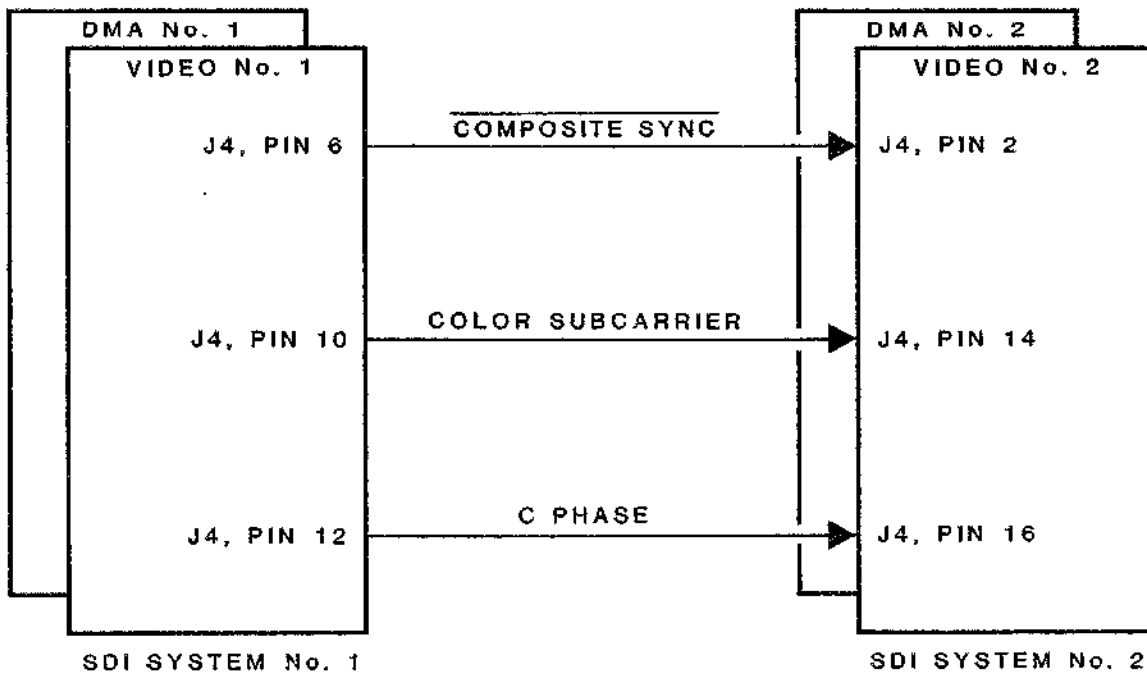 DMA No. 1
VIDEO No. 1
J4, PIN 6
J4, PIN 10
J4, PIN 12
SDI SYSTEM No. 1
COMPOSITE SYNC
COLOR SUBCARRIER
C PHASE
DMA No. 2
VIDEO No. 2
J4, PIN 2
J4, PIN 14
J4, PIN 16
SDI SYSTEM No. 2